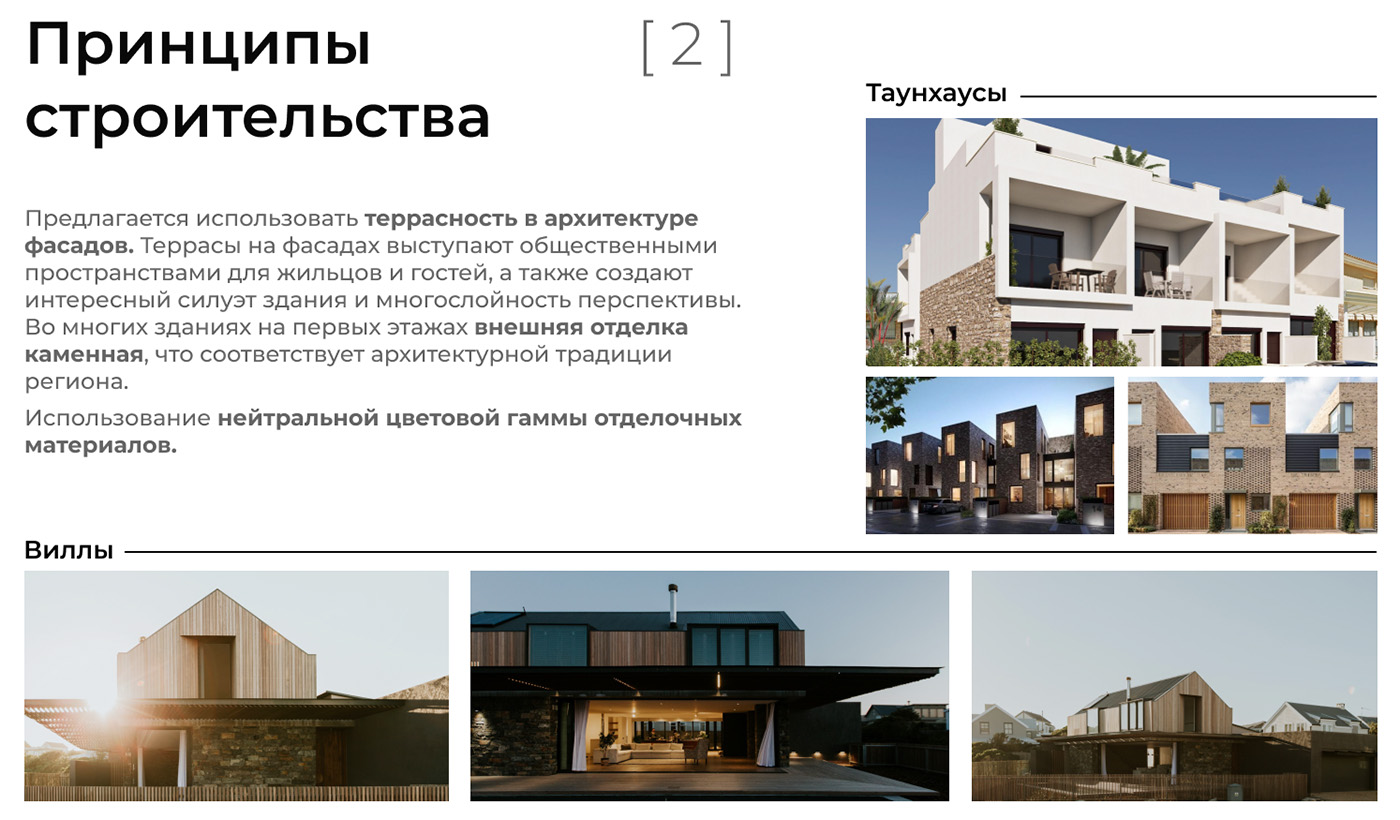 Принципы
строительства
[ 2 ]
Предлагается использовать террасность в архитектуре
фасадов. Террасы на фасадах выступают общественными
пространствами для жильцов и гостей, а также создают
интересный силуэт здания и многослойность перспективы.
Во многих зданиях на первых этажах внешняя отделка
каменная, что соответствует архитектурной традиции
региона.
Использование нейтральной цветовой гаммы отделочных
материалов.
Таунхаусы
Виллы